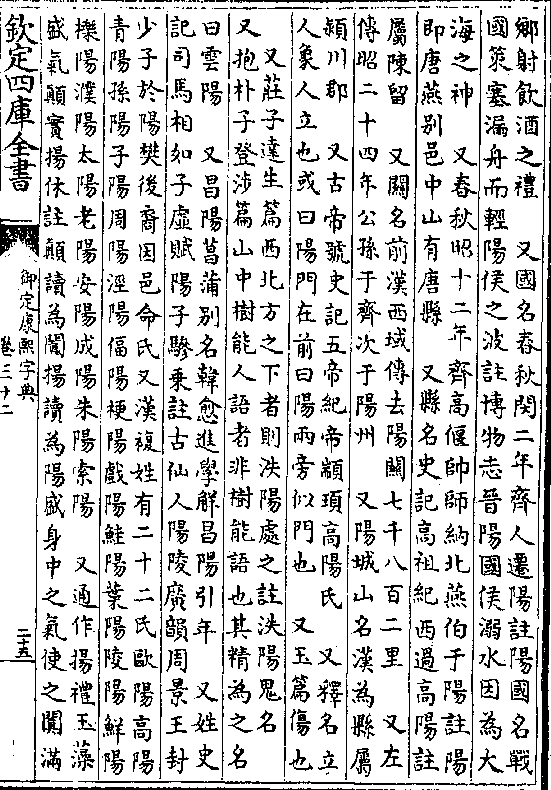 鄉射飲酒之禮　又國名春秋閔二年齊人遷陽註陽國名戰
國策塞漏舟而輕陽侯之波註博物志晉陽國侯溺水因為大
海之神　又春秋昭十二年齊高偃帥師納北燕伯于陽註陽
即唐燕别邑中山有唐縣　又縣名史記高祖紀西過高陽註
屬陳留　又闗名前漢西域傳去陽闗七千八百二里　又左
傳昭二十四年公孫于齊次于陽州　又陽城山名漢為縣屬
潁川郡　又古帝號史記五帝紀帝顓頊高陽氏　又釋名立
人象人立也或曰陽門在前曰陽兩旁似門也　又玉篇傷也
又莊子達生篇西北方之下者則泆陽處之註泆陽鬼名
又抱朴子登涉篇山中樹能人語者非樹能語也其精為之名
曰雲陽　又昌陽菖蒲别名韓愈進學解昌陽引年　又姓史
記司馬相如子虛賦陽子驂乘註古仙人陽陵廣韻周景王封
少子於陽樊後裔因邑命氏又漢複姓有二十二氏歐陽高陽
青陽孫陽子陽周陽涇陽偪陽梗陽戲陽鮭陽葉陽陵陽鮮陽
櫟陽濮陽太陽老陽安陽成陽朱陽索陽　又通作揚禮玉藻
盛氣顛實揚休註顛讀為闐揚讀為陽盛身中之氣使之闐滿
欽定四庫全書
御定康熙字典
卷三十二
二十五